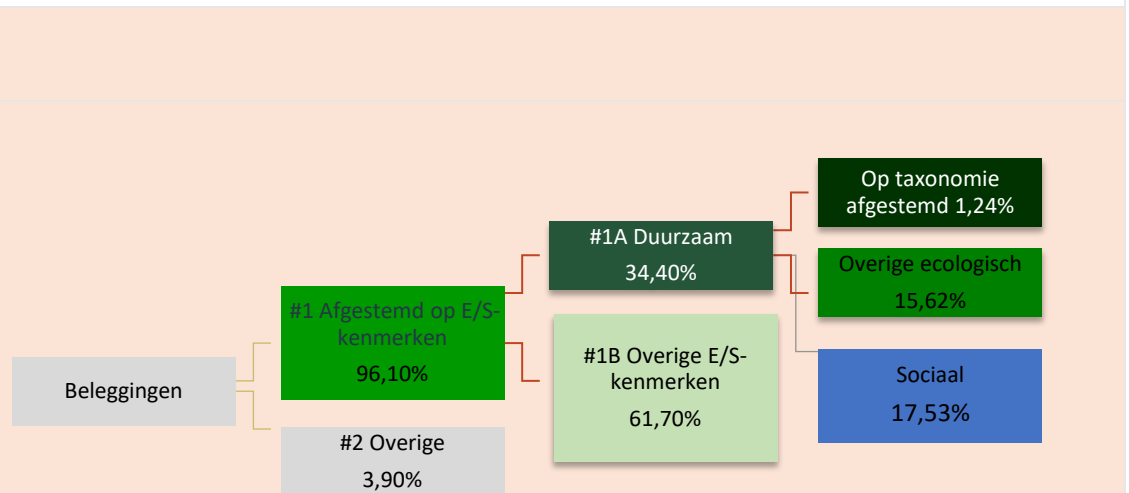 Beleggingen
#1 Afgestemd op E/S-
kenmerken
96,10%
#2 Overige
3,90%
#1A Duurzaam
34,40%
#1B Overige E/S-
kenmerken
61,70%
Op taxonomie
afgestemd 1,24%
Overige ecologisch
15,62%
Sociaal
17,53%